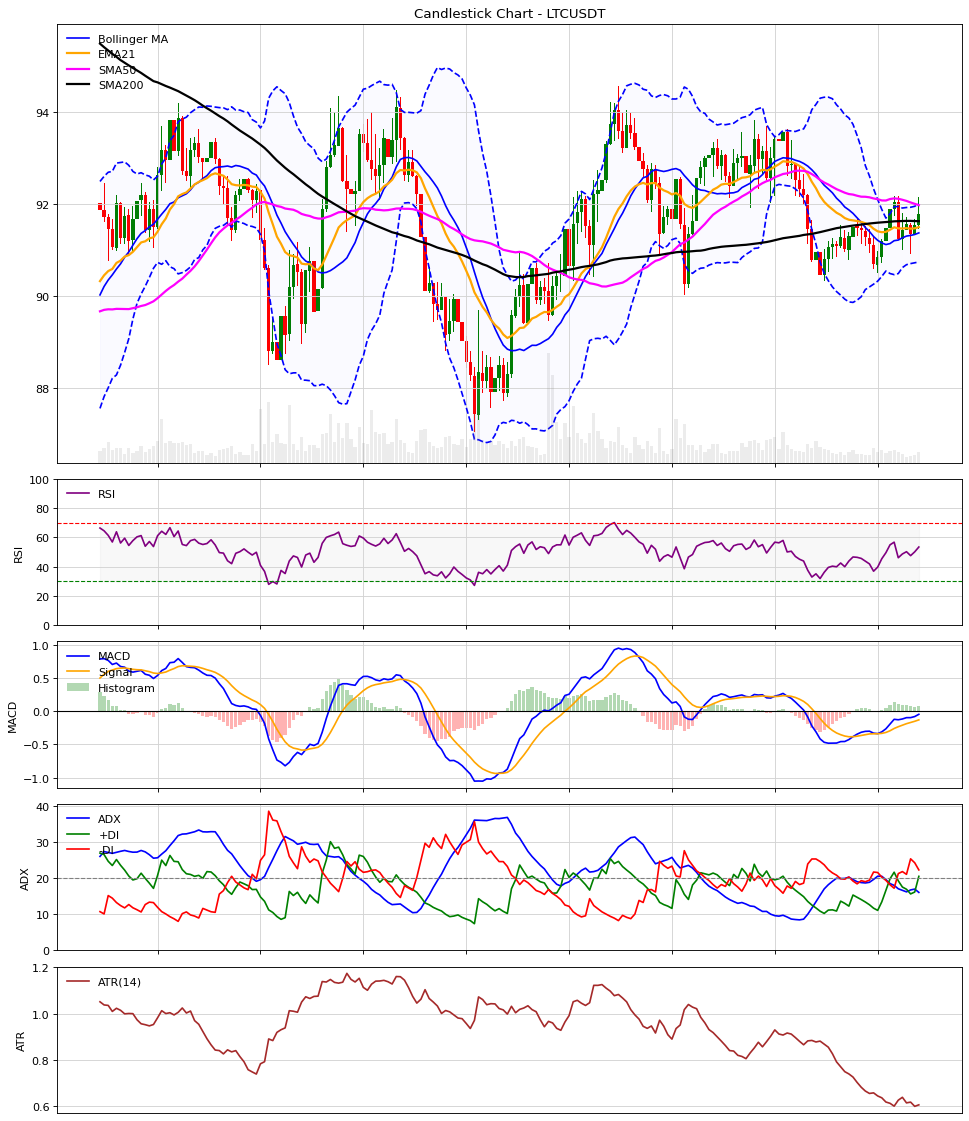 Candlestick Chart - LTCUSDT
Bollinger MA
EMA21
SMA50
SMA200
94
92
90
88
RSI
100
80
60
40
20
0
RSI
MACD
Signal
Histogram
1.0
0.5
0.0
−0.5
−1.0
MACD
ADX
+DI
-DI
40
30
20
10
0
ADX
ATR(14)
1.2
1.0
0.8
0.6
ATR